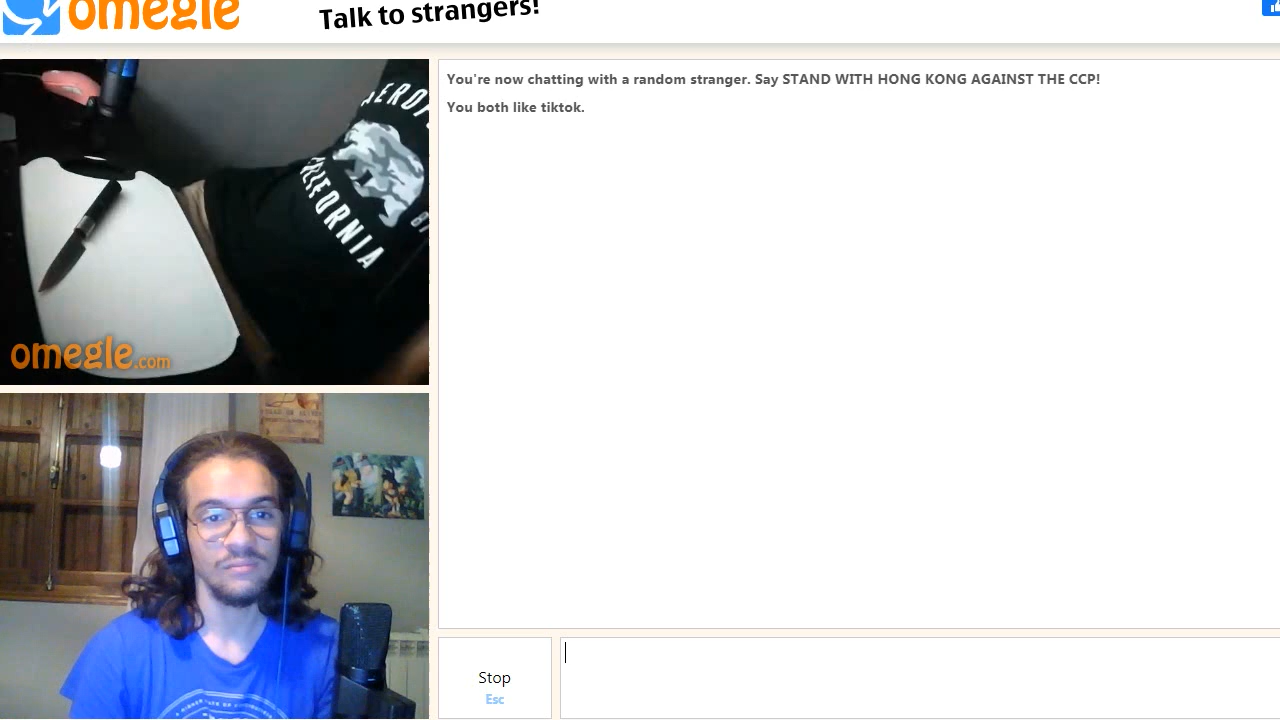 omegle
Talk to strangers!
You're now chatting with a random stranger. Say STAND WITH HONG KONG AGAINST THE CCP!
You both like tiktok.
CALIFORNIA
omegle.com
Stop
Esc